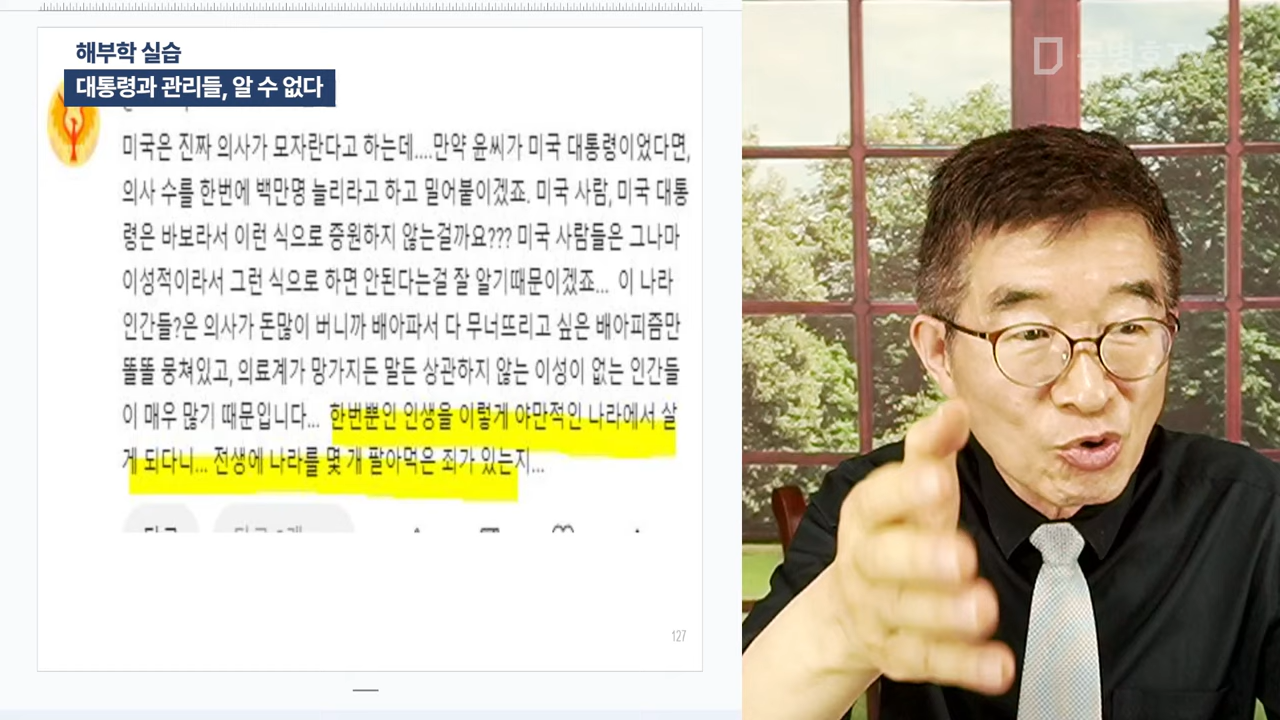 해부학 실습
대통령과 관리들, 알 수 없다
미국은 진짜 의사가 모자란다고 하는데....만약 윤씨가 미국 대통령이었다면,
의사 수를 한번에 백만명 늘리라고 하고 밀어붙이겠죠. 미국 사람, 미국 대통
령은 바보라서 이런 식으로 증원하지 않는걸까요??? 미국 사람들은 그나마
이성적이라서 그런 식으로 하면 안된다는걸 잘 알기때문이겠죠... 이 나라
인간들?은 의사가 돈많이 버니까 배아파서 다 무너뜨리고 싶은 배아피즘만
똘똘 뭉쳐있고, 의료계가 망가지든 말든 상관하지 않는 이성이 없는 인간들
이 매우 많기 때문입니다... 한번뿐인 인생을 이렇게 야만적인 나라에서 살
게 되다니... 전생에 나라를 몇 개 팔아먹은 죄가 있는지...
127